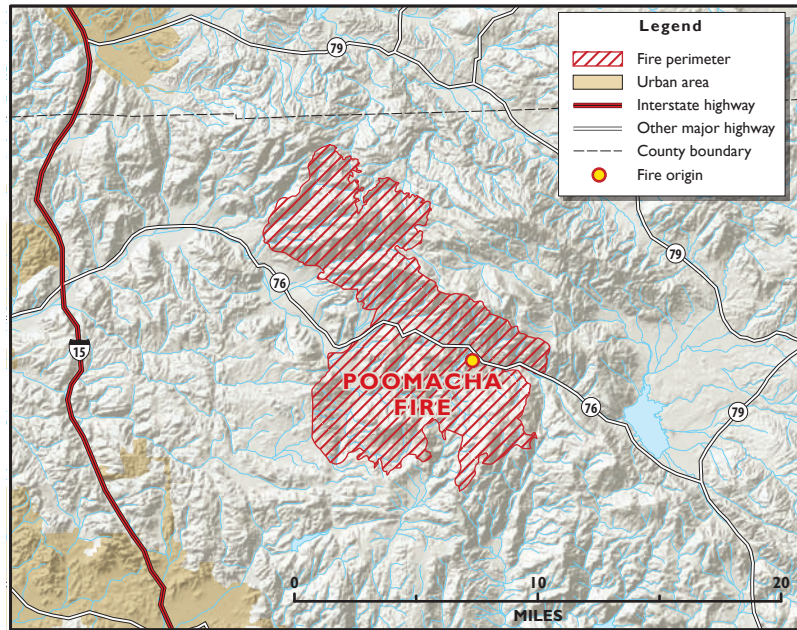 Legend
Fire perimeter
Urban area
Interstate highway
Other major highway
County boundary
Fire origin
79
79
76
15
POOMACHA
FIRE
76
79
0
10
20
MILES